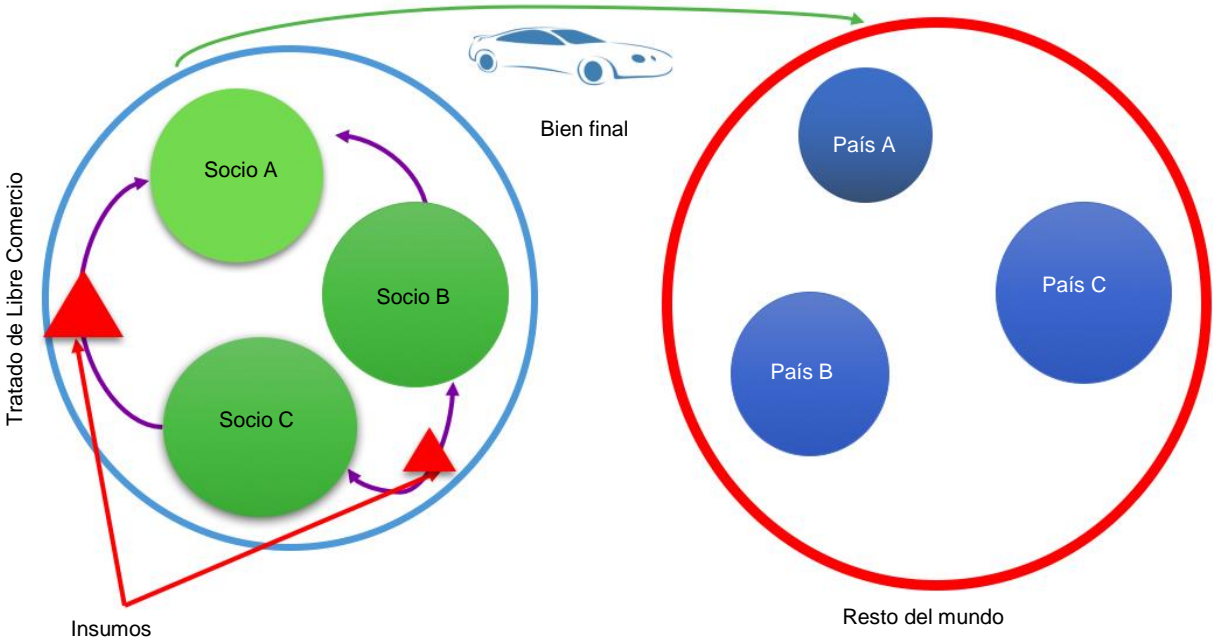 Bien final
Socio A
País A
Tratado de Libre Comercio
Socio B
País C
País B
Socio C
Insumos
Resto del mundo